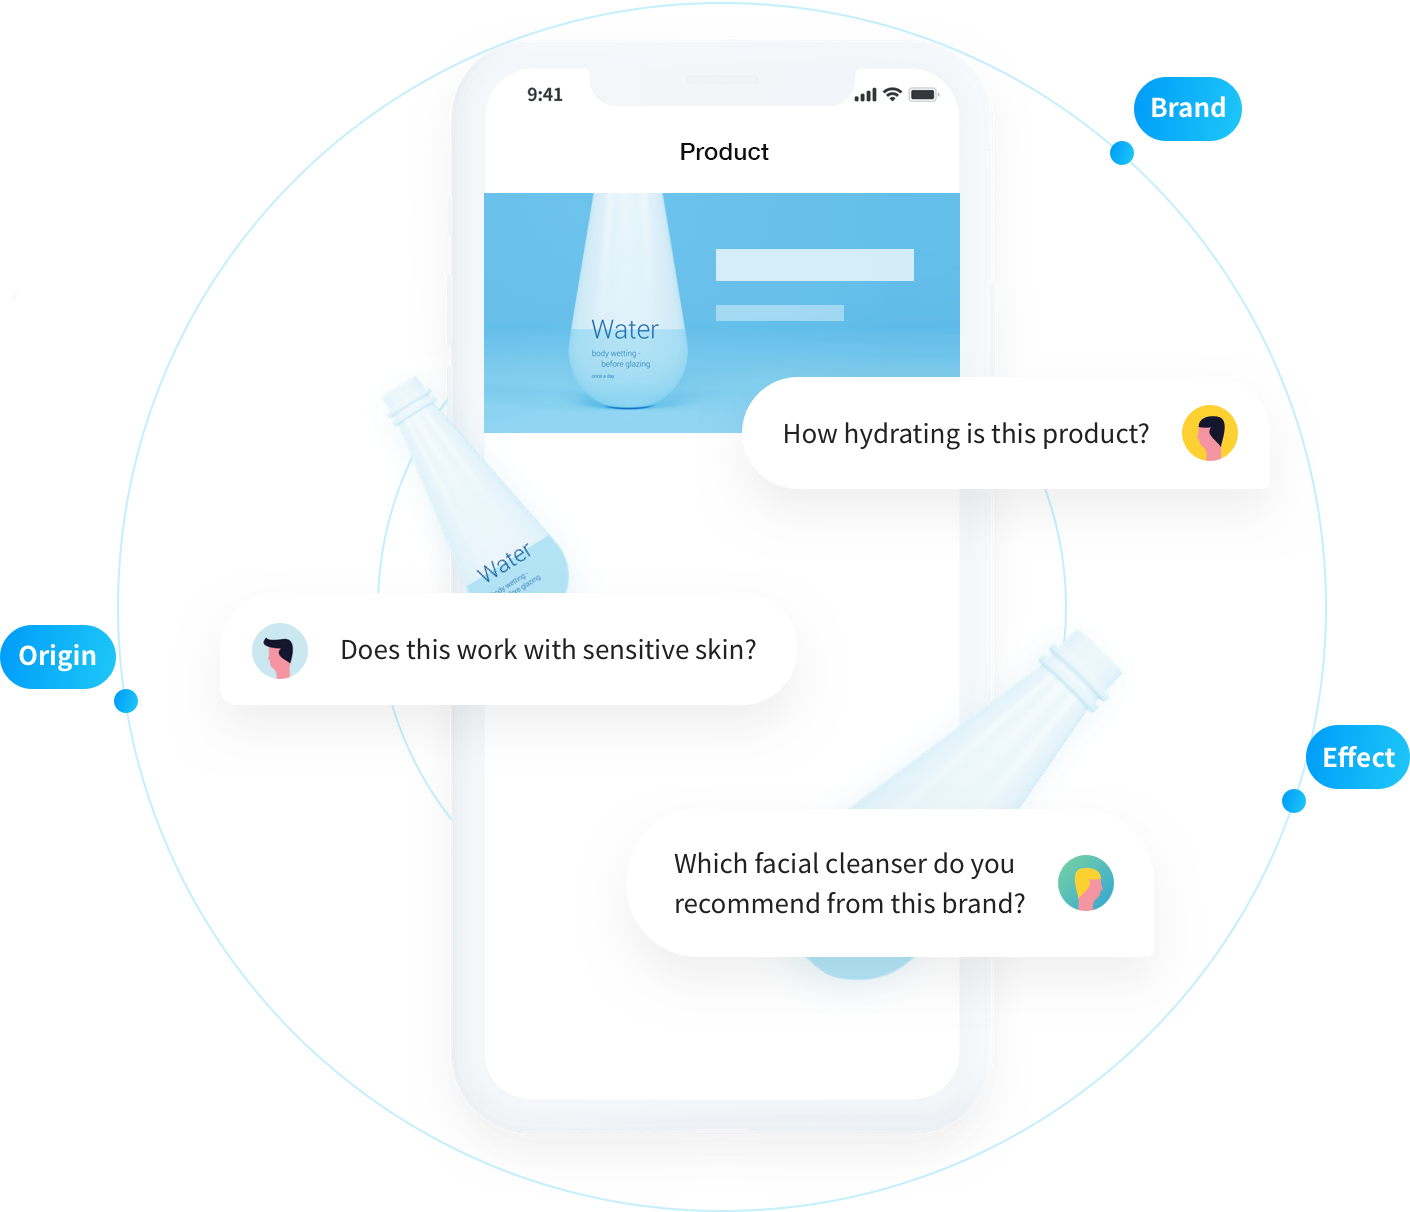 9:41
Brand
Product
Water
body wetting -
before glazing
once a day
How hydrating is this product?
Water
body wetting -
before glazing
Does this work with sensitive skin?
Origin
Effect
Which facial cleanser do you
recommend from this brand?